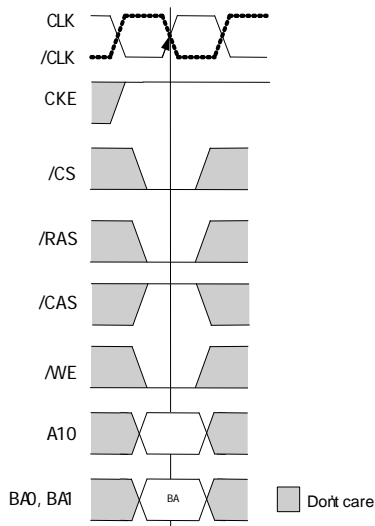 CLK
/CLK
CKE
/CS
/RAS
/CAS
/WE
A10
BA0, BA1
BA
Don't care